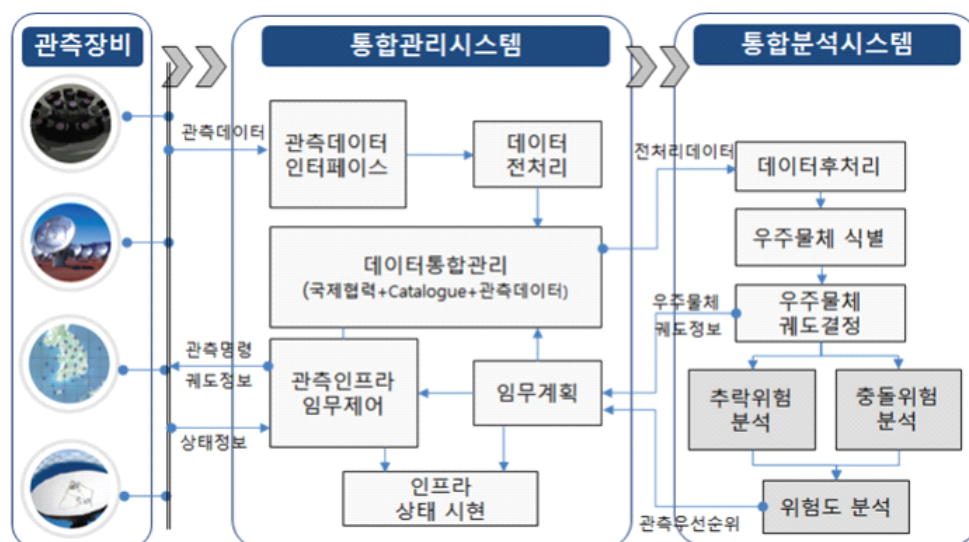 관측장비
통합관리시스템
통합분석시스템
관측데이터
관측데이터
인터페이스
데이터
전처리
전처리데이터
데이터후처리
우주물체 식별
데이터통합관리
(국제협력+Catalogue+관측데이터)
우주물체
궤도정보
우주물체
궤도결정
관측명령
궤도정보
관측인프라
임무제어
임무계획
추락위험
분석
충돌위험
분석
상태정보
인프라
상태 시현
관측우선순위
위험도 분석